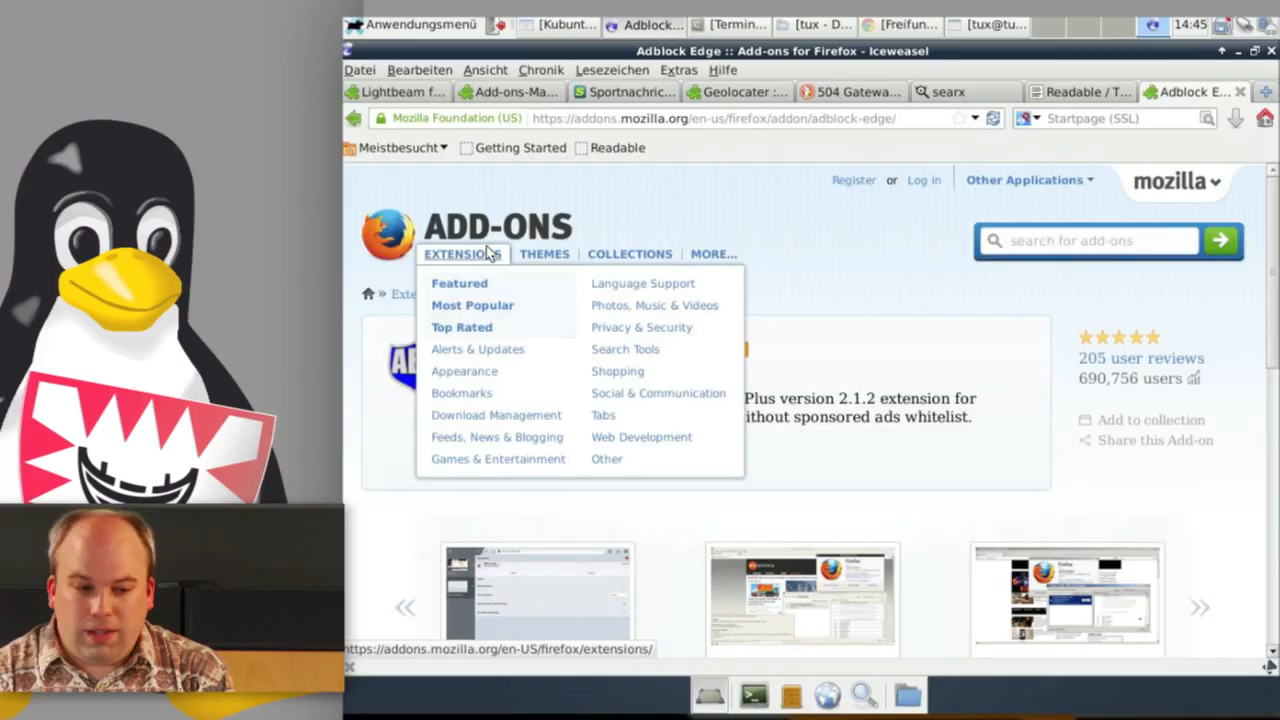 Anwendungsmenü [Kubunt... Adblock... [Termin... [tux - D... [Freifun... [tux@tu... 14:45
Adblock Edge :: Add-ons for Firefox - Iceweasel
Datei Bearbeiten Ansicht Chronik Lesezeichen Extras Hilfe
Lightbeam f... Add-ons-Ma... Sportnachric... Geolocater :... 504 Gatewa... searx Readable / T... Adblock E...
Mozilla Foundation (US) https://addons.mozilla.org/en-us/firefox/addon/adblock-edge/ Startpage (SSL)
Meistbesucht Getting Started Readable
Register or Log in Other Applications mozilla
ADD-ONS
search for add-ons
EXTENSIONS THEMES COLLECTIONS MORE...
» Exte
Featured
Most Popular
Top Rated
Alerts & Updates
Appearance
Bookmarks
Download Management
Feeds, News & Blogging
Games & Entertainment
Language Support
Photos, Music & Videos
Privacy & Security
Search Tools
Shopping
Social & Communication
Tabs
Web Development
Other
Plus version 2.1.2 extension for
ithout sponsored ads whitelist.
205 user reviews
690,756 users
Add to collection
Share this Add-on
https://addons.mozilla.org/en-US/firefox/extensions/